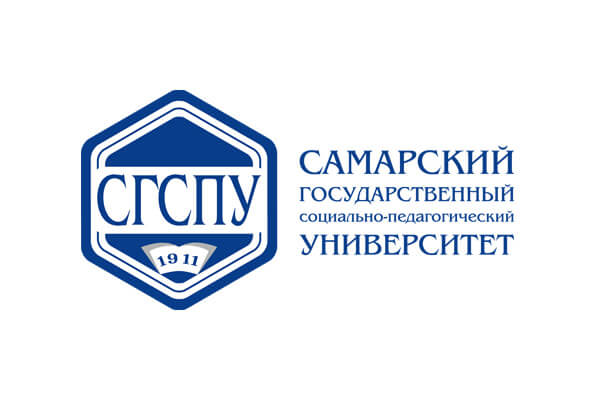 СГСПУ
1911
САМАРСКИЙ
ГОСУДАРСТВЕННЫЙ
СОЦИАЛЬНО-ПЕДАГОГИЧЕСКИЙ
УНИВЕРСИТЕТ